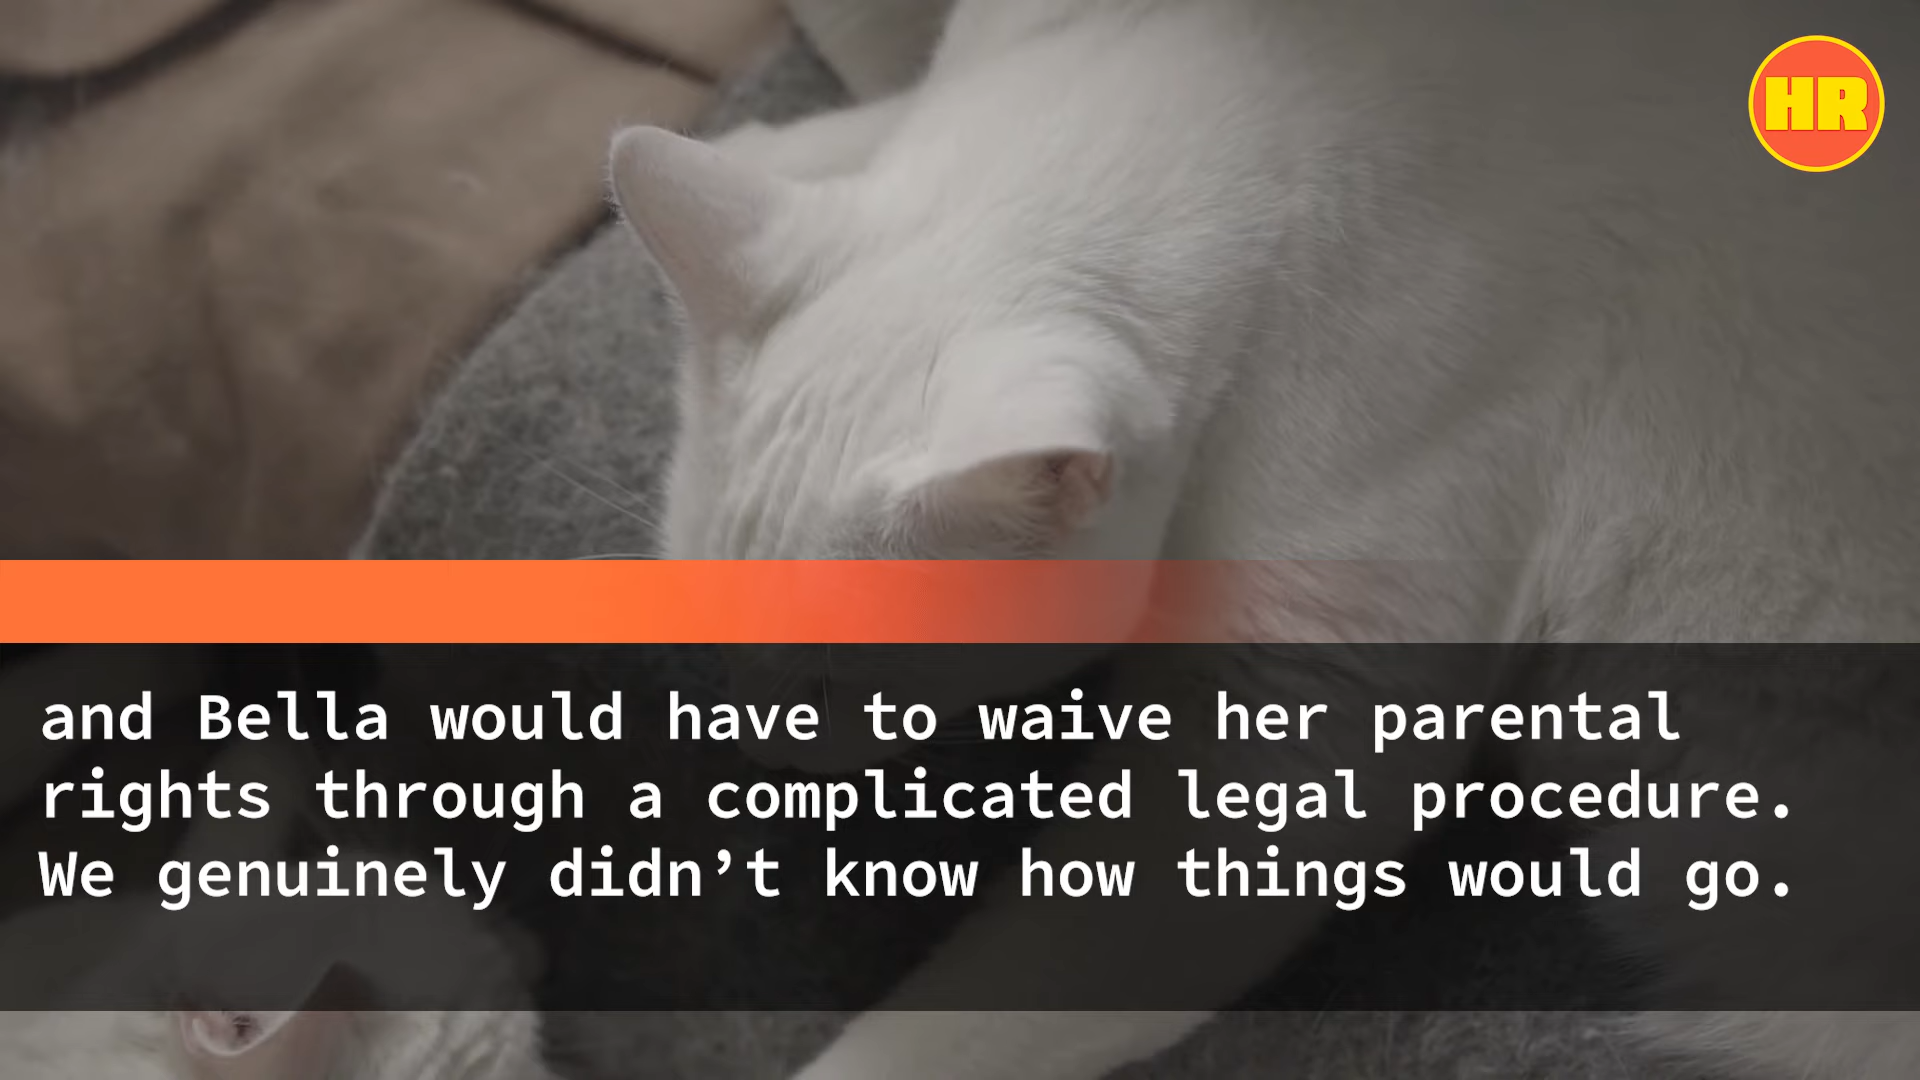 HR
and Bella would have to waive her parental
rights through a complicated legal procedure.
We genuinely didn’t know how things would go.